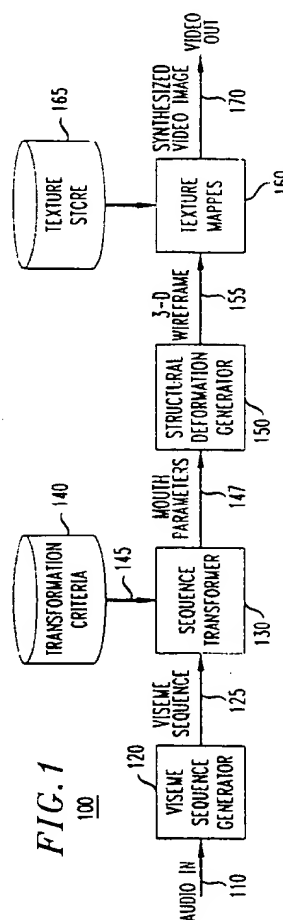 FIG. 1
100
AUDIO IN
110
120
VISEME
SEQUENCE
GENERATOR
VISEME
SEQUENCE
125
140
TRANSFORMATION
CRITERIA
145
SEQUENCE
TRANSFORMER
130
MOUTH
PARAMETERS
147
STRUCTURAL
DEFORMATION
GENERATOR
150
3-D
WIREFRAME
155
165
TEXTURE
STORE
TEXTURE
MAPPES
160
SYNTHESIZED
VIDEO IMAGE
170
VIDEO
OUT